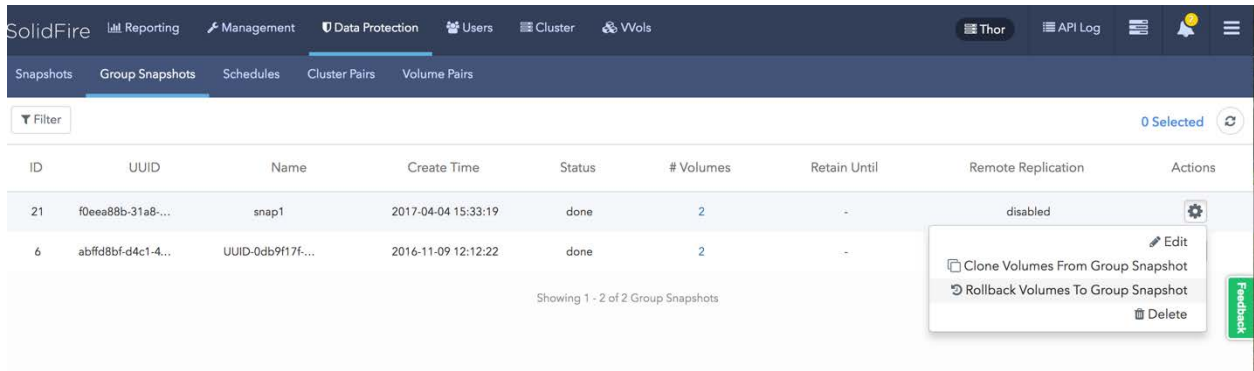 SolidFire Reporting Management Data Protection Users Cluster VVols Thor API Log 2
Snapshots Group Snapshots Schedules Cluster Pairs Volume Pairs
Filter 0 Selected
ID UUID Name Create Time Status # Volumes Retain Until Remote Replication Actions
21 f0eea88b-31a8-... snap1 2017-04-04 15:33:19 done 2 - disabled
6 abffd8bf-d4c1-4... UUID-0db9f17f-... 2016-11-09 12:12:22 done 2 -
Edit
Clone Volumes From Group Snapshot
Rollback Volumes To Group Snapshot
Delete
Showing 1 - 2 of 2 Group Snapshots
Feedback